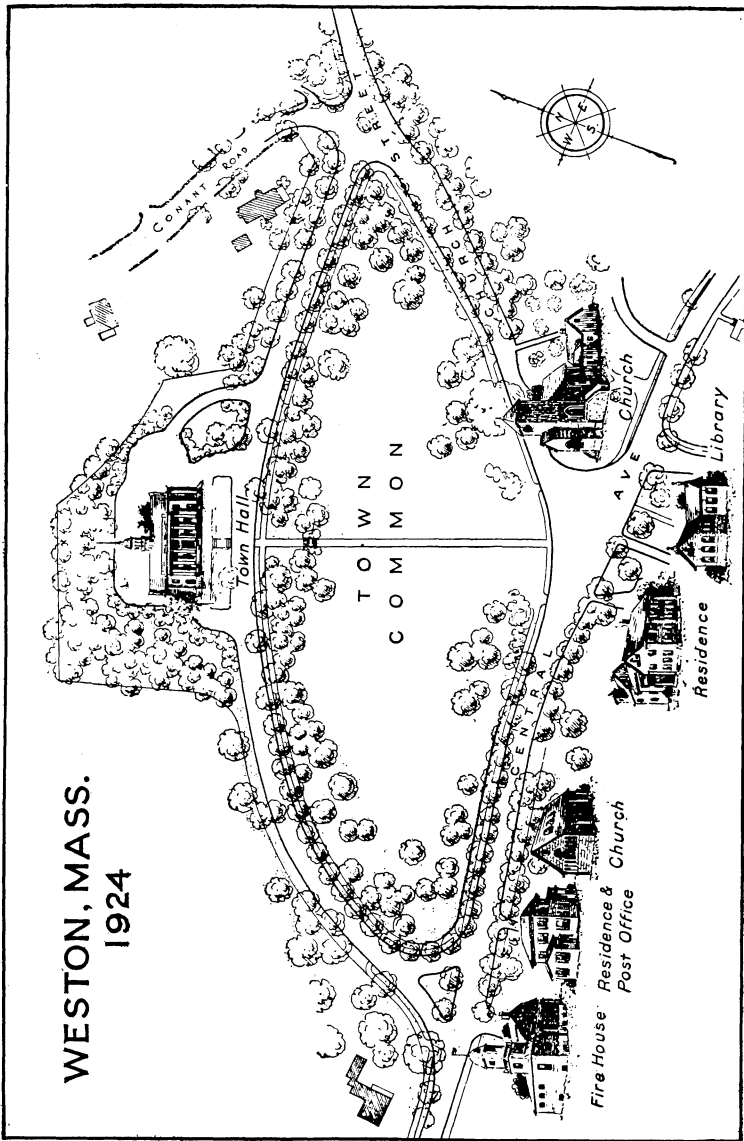 WESTON, MASS.
1924
CONANT ROAD
CHURCH STREET
N
E
S
W
Town Hall
TOWN
COMMON
Church
CENTRAL AVE
Library
Residence
Church
Residence &
Post Office
Fire House